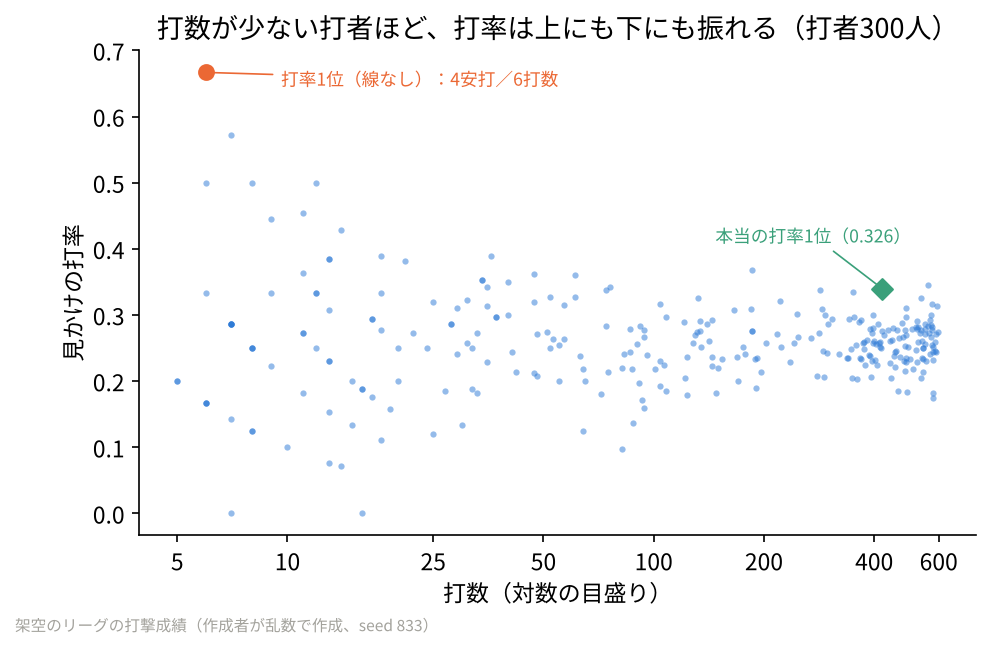 打数が少ない打者ほど、打率は上にも下にも振れる（打者300人）
打率1位（線なし）：4安打／6打数
本当の打率1位（0.326）
見かけの打率
0.7
0.6
0.5
0.4
0.3
0.2
0.1
0.0
5
10
25
50
100
200
400
600
打数（対数の目盛り）
架空のリーグの打撃成績（作成者が乱数で作成、seed 833）